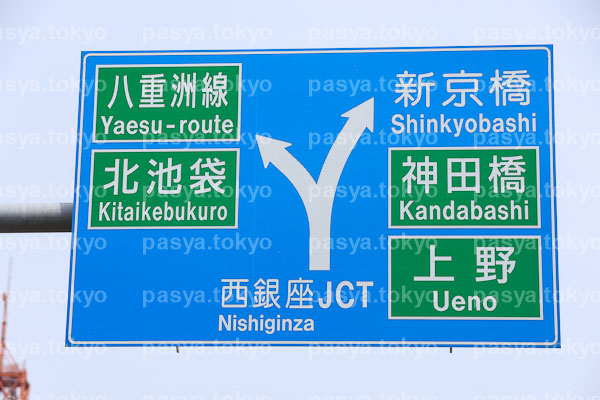 八重洲線
Yaesu-route
北池袋
Kitaikebukuro
新京橋
Shinkyobashi
神田橋
Kandabashi
上野
Ueno
西銀座JCT
Nishiginza
pasya.tokyo